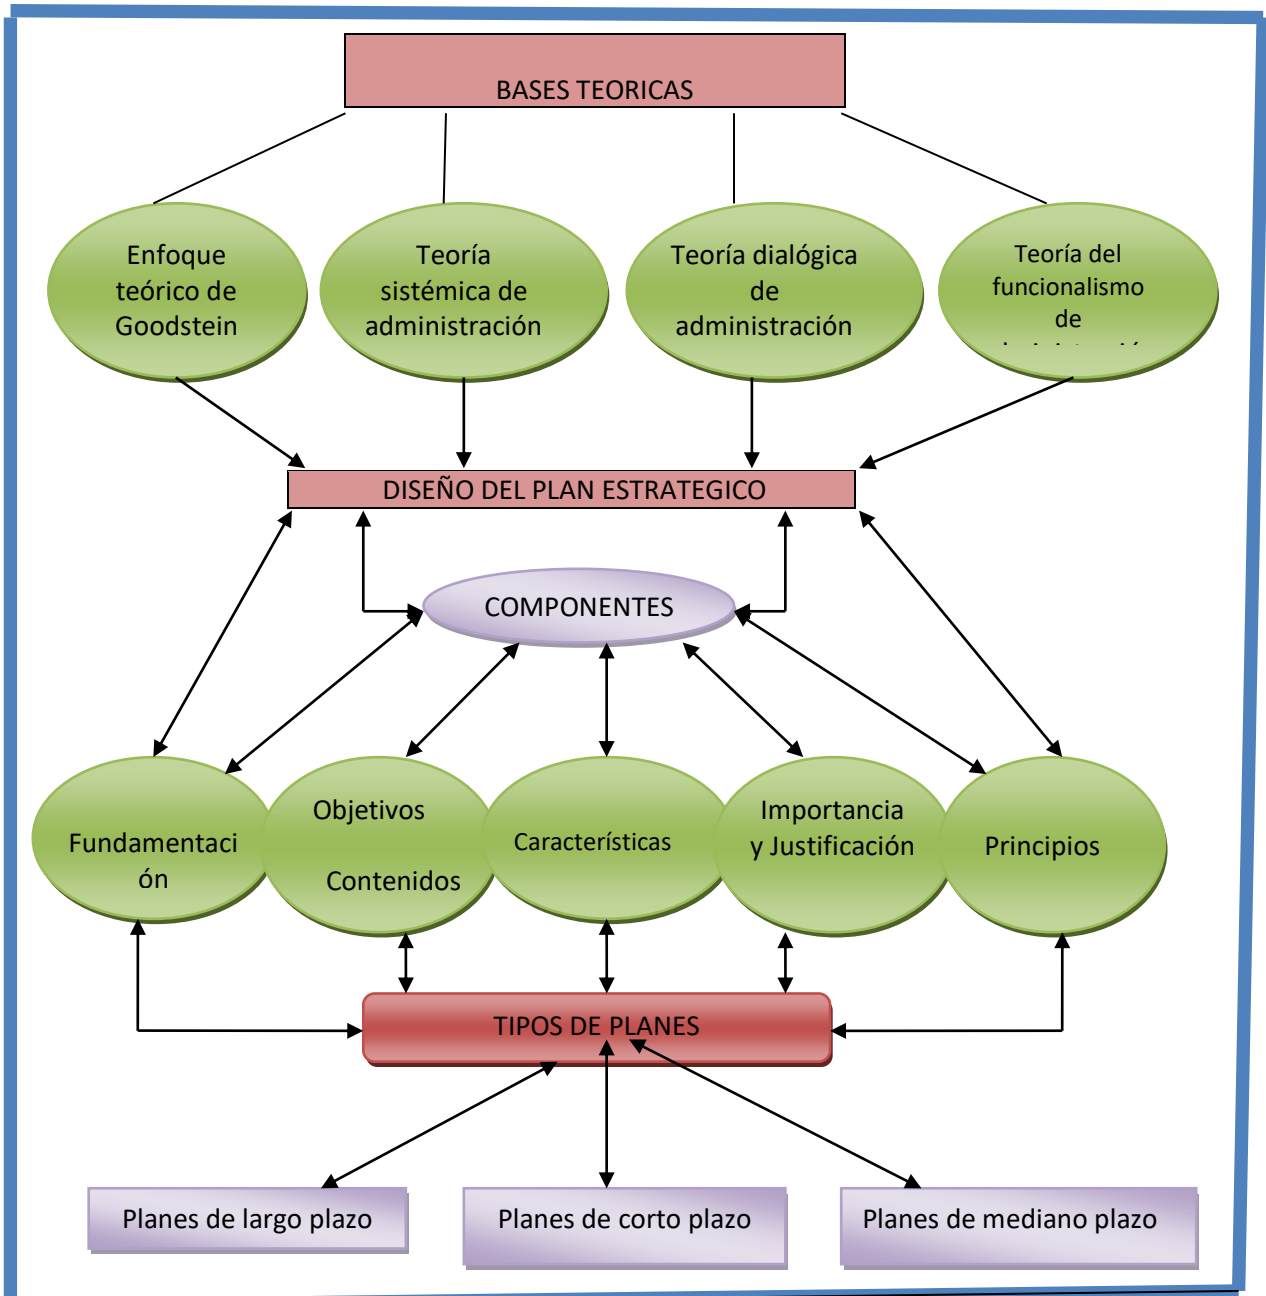 BASES TEORICAS
Enfoque
teórico de
Goodstein
Teoría
sistémica de
administración
Teoría dialógica
de
administración
Teoría del
funcionalismo
de
DISEÑO DEL PLAN ESTRATEGICO
COMPONENTES
Fundamentaci
ón
Objetivos
Contenidos
Características
Importancia
y Justificación
Principios
TIPOS DE PLANES
Planes de largo plazo
Planes de corto plazo
Planes de mediano plazo